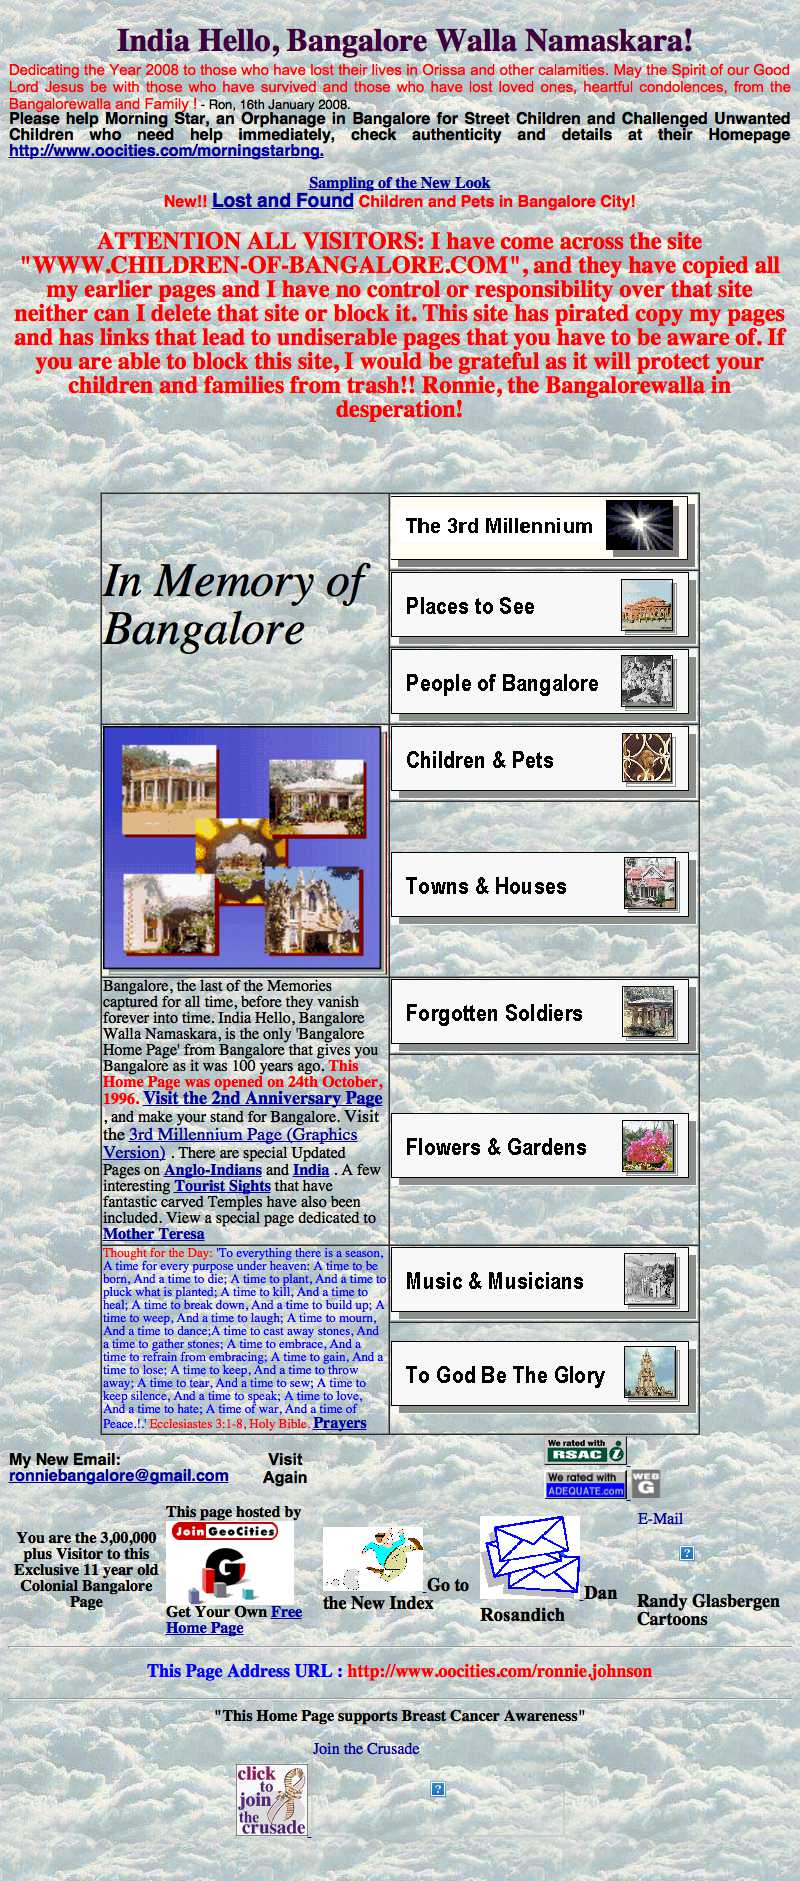 India Hello, Bangalore Walla Namaskara!
Dedicating the Year 2008 to those who have lost their lives in Orissa and other calamities. May the Spirit of our Good
Lord Jesus be with those who have survived and those who have lost loved ones, heartful condolences, from the
Bangalorewalla and Family ! - Ron, 16th January 2008.
Please help Morning Star, an Orphanage in Bangalore for Street Children and Challenged Unwanted
Children who need help immediately, check authenticity and details at their Homepage
http://www.oocities.com/morningstarbng.
Sampling of the New Look
New!! Lost and Found Children and Pets in Bangalore City!
ATTENTION ALL VISITORS: I have come across the site
"WWW.CHILDREN-OF-BANGALORE.COM", and they have copied all
my earlier pages and I have no control or responsibility over that site
neither can I delete that site or block it. This site has pirated copy my pages
and has links that lead to undiserable pages that you have to be aware of. If
you are able to block this site, I would be grateful as it will protect your
children and families from trash!! Ronnie, the Bangalorewalla in
desperation!
In Memory of
Bangalore
The 3rd Millennium
Places to See
People of Bangalore
Children & Pets
Towns & Houses
Bangalore, the last of the Memories
captured for all time, before they vanish
forever into time. India Hello, Bangalore
Walla Namaskara, is the only 'Bangalore
Home Page' from Bangalore that gives you
Bangalore as it was 100 years ago. This
Home Page was opened on 24th October,
1996. Visit the 2nd Anniversary Page
, and make your stand for Bangalore. Visit
the 3rd Millennium Page (Graphics
Version) . There are special Updated
Pages on Anglo-Indians and India . A few
interesting Tourist Sights that have
fantastic carved Temples have also been
included. View a special page dedicated to
Mother Teresa
Forgotten Soldiers
Flowers & Gardens
Thought for the Day: 'To everything there is a season,
A time for every purpose under heaven: A time to be
born, And a time to die; A time to plant, And a time to
pluck what is planted; A time to kill, And a time to
heal; A time to break down, And a time to build up; A
time to weep, And a time to laugh; A time to mourn,
And a time to dance;A time to cast away stones, And
a time to gather stones; A time to embrace, And a
time to refrain from embracing; A time to gain, And a
time to lose; A time to keep, And a time to throw
away; A time to tear, And a time to sew; A time to
keep silence, And a time to speak; A time to love,
And a time to hate; A time of war, And a time of
Peace.!.' Ecclesiastes 3:1-8, Holy Bible. Prayers
Music & Musicians
To God Be The Glory
My New Email:
ronniebangalore@gmail.com
Visit
Again
We rated with
RSAC i
We rated with
ADEQUATE.com
WEB
G
You are the 3,00,000
plus Visitor to this
Exclusive 11 year old
Colonial Bangalore
Page
This page hosted by
Join GeoCities
G
Get Your Own Free
Home Page
Go to
the New Index
Dan
Rosandich
E-Mail
?
Randy Glasbergen
Cartoons
This Page Address URL : http://www.oocities.com/ronnie.johnson
"This Home Page supports Breast Cancer Awareness"
Join the Crusade
click
to
join
the
crusade
?